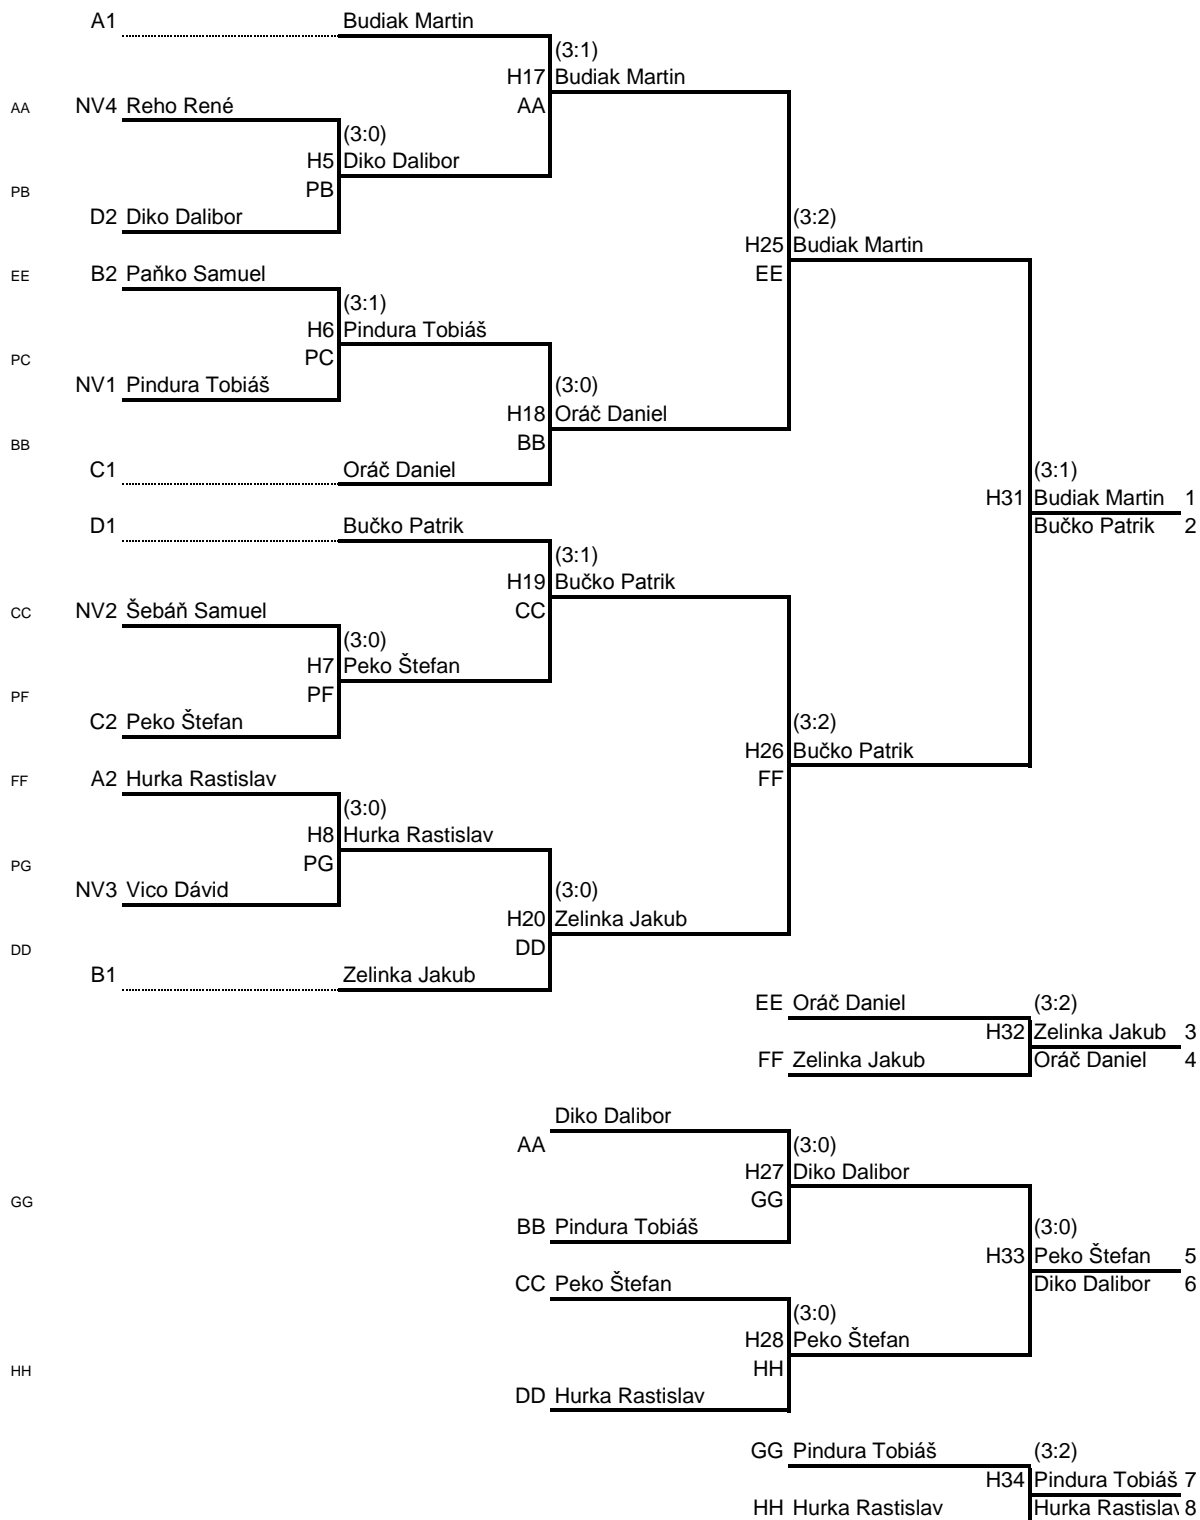 A1 Budiak Martin
(3:1)
H17 Budiak Martin
AA NV4 Reho René AA
(3:0)
H5 Diko Dalibor
PB PB
D2 Diko Dalibor (3:2)
H25 Budiak Martin
EE B2 Paňko Samuel EE
(3:1)
H6 Pindura Tobiáš
PC PC
NV1 Pindura Tobiáš (3:0)
H18 Oráč Daniel
BB BB
C1 Oráč Daniel (3:1)
H31 Budiak Martin 1
D1 Bučko Patrik Bučko Patrik 2
(3:1)
H19 Bučko Patrik
CC NV2 Šebáň Samuel CC
(3:0)
H7 Peko Štefan
PF PF
C2 Peko Štefan (3:2)
H26 Bučko Patrik
FF A2 Hurka Rastislav FF
(3:0)
H8 Hurka Rastislav
PG PG
NV3 Vico Dávid (3:0)
H20 Zelinka Jakub
DD DD
B1 Zelinka Jakub
EE Oráč Daniel (3:2)
H32 Zelinka Jakub 3
FF Zelinka Jakub Oráč Daniel 4
Diko Dalibor
AA (3:0)
H27 Diko Dalibor
GG GG
BB Pindura Tobiáš (3:0)
H33 Peko Štefan 5
CC Peko Štefan Diko Dalibor 6
(3:0)
H28 Peko Štefan
HH HH
DD Hurka Rastislav
GG Pindura Tobiáš (3:2)
H34 Pindura Tobiáš 7
HH Hurka Rastislav Hurka Rastislav 8